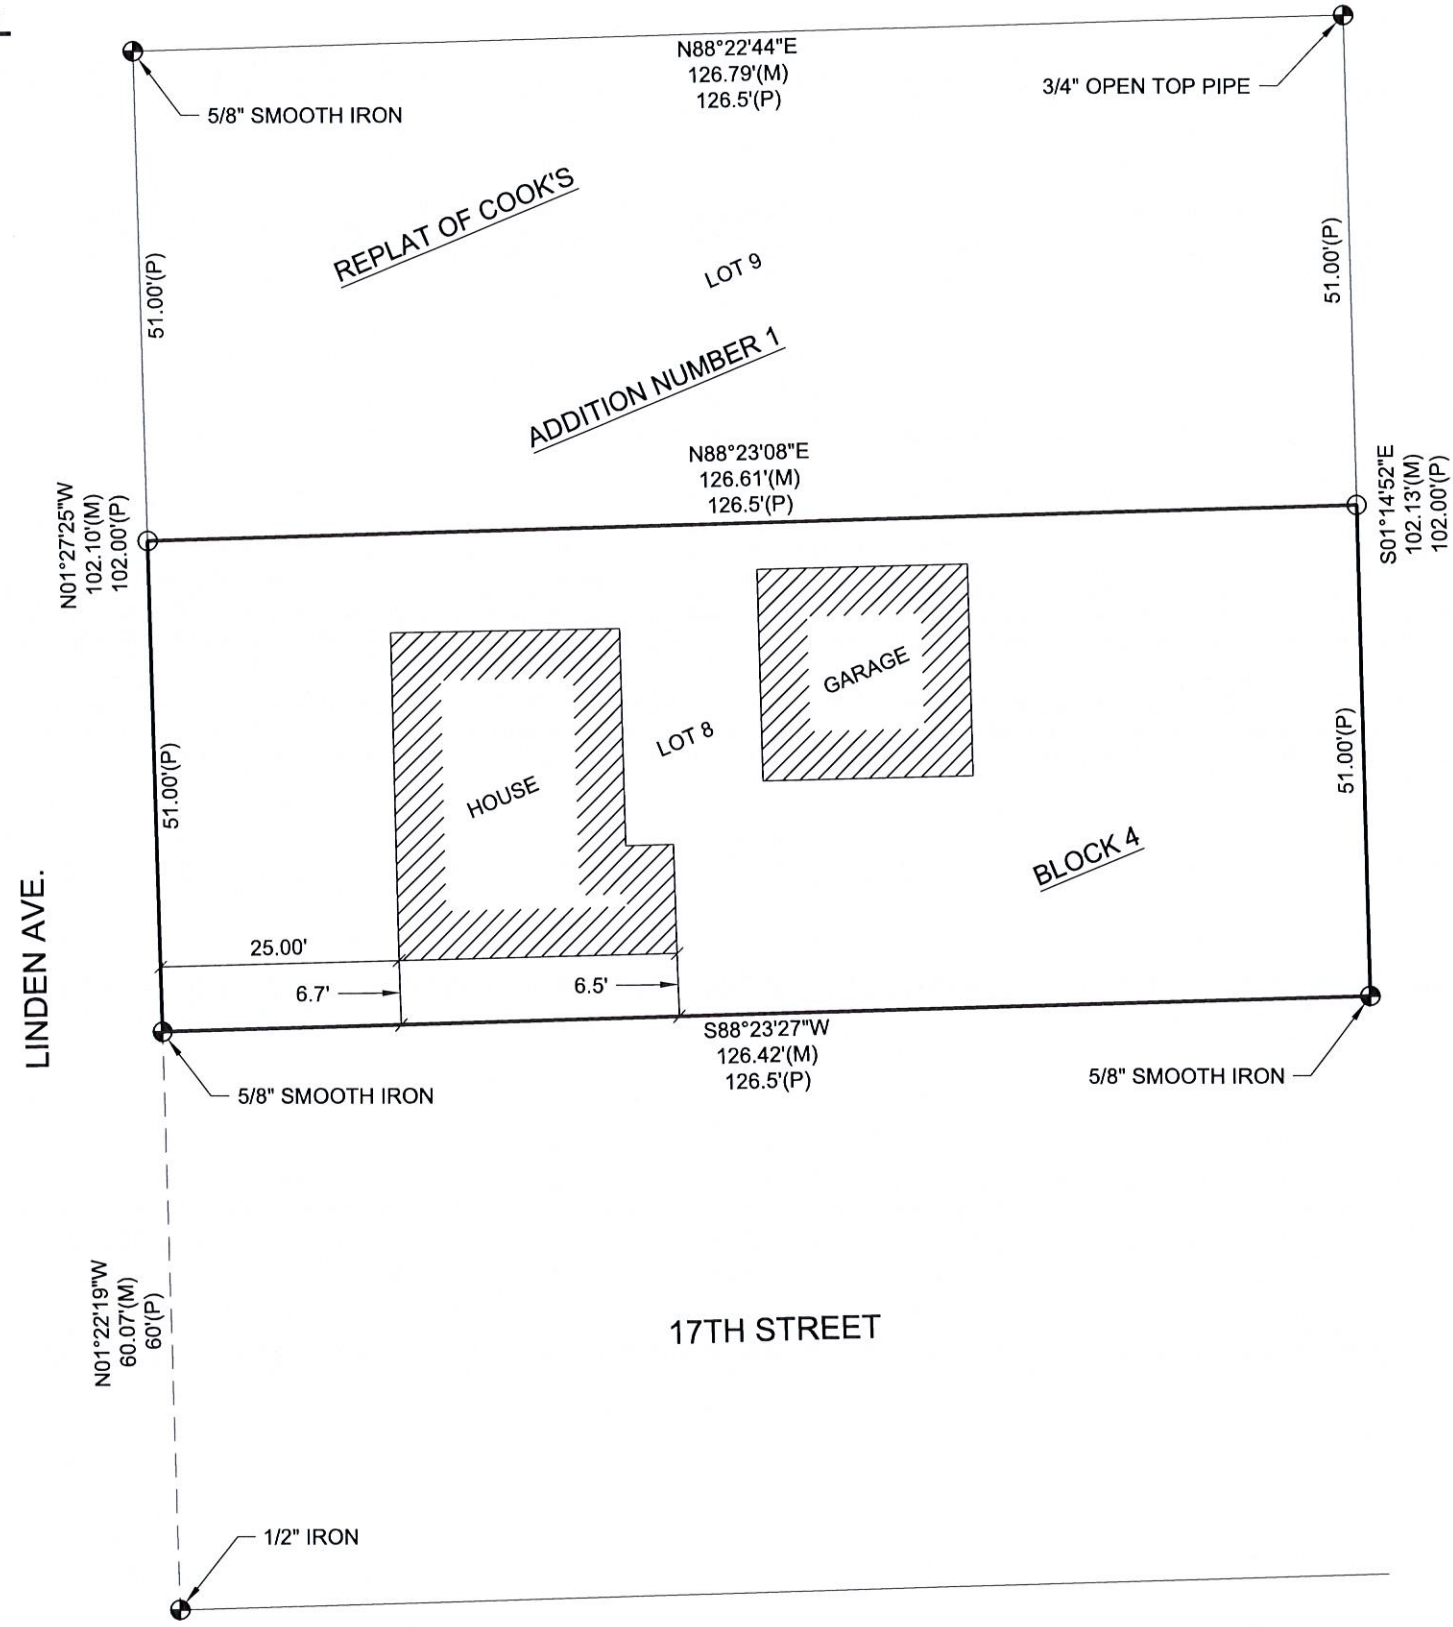 N88°22'44"E
126.79'(M)
126.5'(P)
3/4" OPEN TOP PIPE
5/8" SMOOTH IRON
REPLAT OF COOK'S
LOT 9
51.00'(P)
51.00'(P)
ADDITION NUMBER 1
N88°23'08"E
126.61'(M)
126.5'(P)
N01°27'25"W
102.10'(M)
102.00'(P)
S01°14'52"E
102.13'(M)
102.00'(P)
GARAGE
LOT 8
HOUSE
51.00'(P)
51.00'(P)
BLOCK 4
LINDEN AVE.
25.00'
6.7'
6.5'
S88°23'27"W
126.42'(M)
126.5'(P)
5/8" SMOOTH IRON
5/8" SMOOTH IRON
N01°22'19"W
60.07'(M)
60'(P)
17TH STREET
1/2" IRON